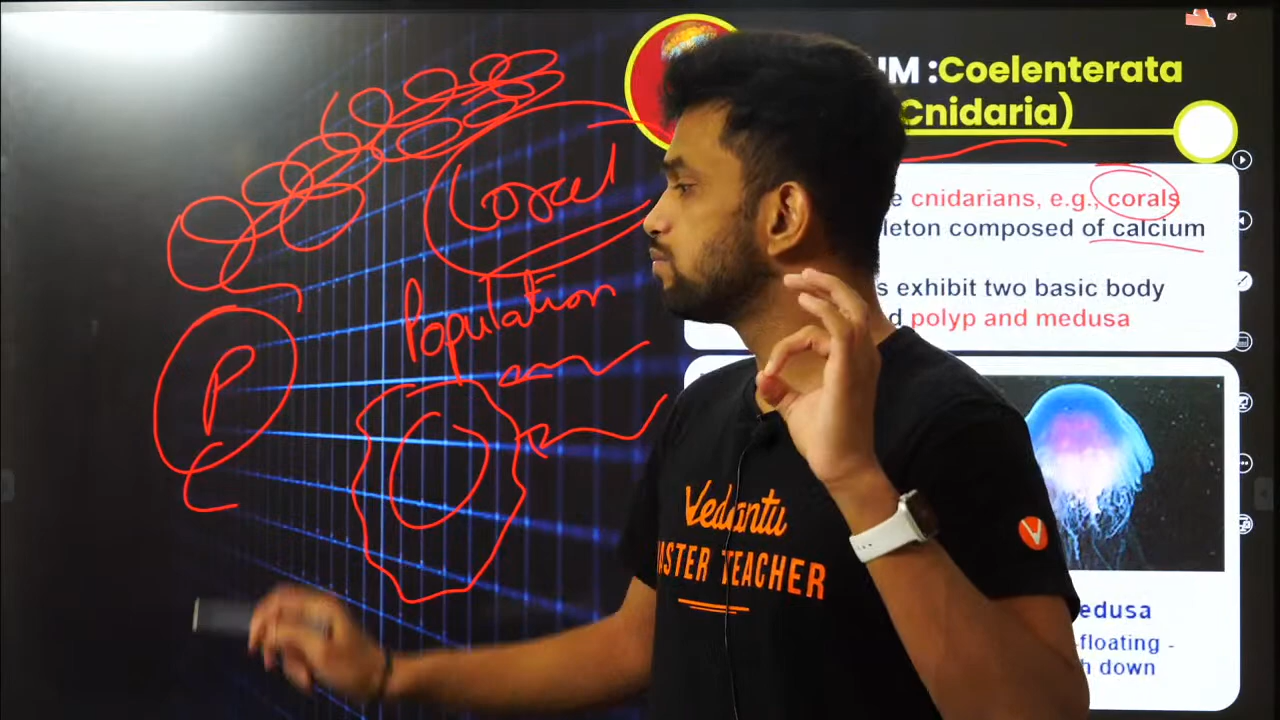 UM :Coelenterata
Cnidaria)
e cnidarians, e.g., corals
leton composed of calcium
s exhibit two basic body
d polyp and medusa
Coral
Population
P
Vedantu
MASTER TEACHER
V
edusa
-floating -
h down